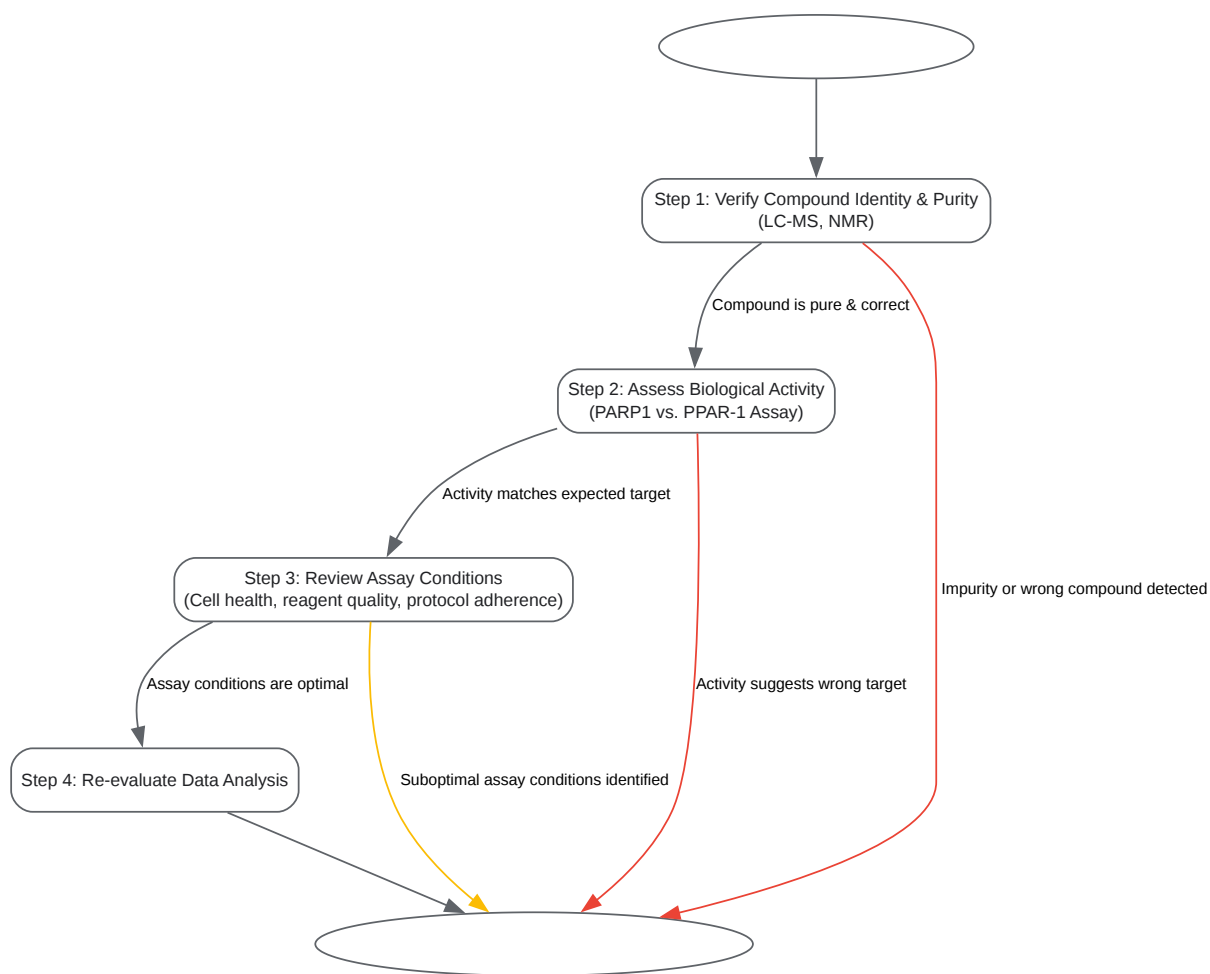 Step 1: Verify Compound Identity & Purity
(LC-MS, NMR)
Compound is pure & correct
Step 2: Assess Biological Activity
(PARP1 vs. PPAR-1 Assay)
Activity matches expected target
Step 3: Review Assay Conditions
(Cell health, reagent quality, protocol adherence)
Impurity or wrong compound detected
Assay conditions are optimal
Activity suggests wrong target
Step 4: Re-evaluate Data Analysis
Suboptimal assay conditions identified